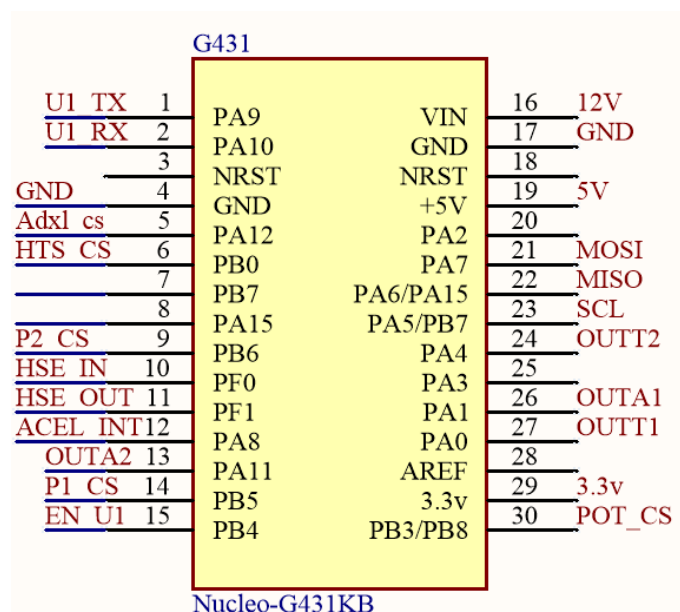 G431
U1_TX 1 PA9 VIN 16 12V
U1_RX 2 PA10 GND 17 GND
3 NRST NRST 18
GND 4 GND +5V 19 5V
Adxl_cs 5 PA12 PA2 20
HTS_CS 6 PB0 PA7 21 MOSI
7 PB7 PA6/PA15 22 MISO
8 PA15 PA5/PB7 23 SCL
P2_CS 9 PB6 PA4 24 OUTT2
HSE_IN 10 PF0 PA3 25
HSE_OUT 11 PF1 PA1 26 OUTA1
ACEL_INT 12 PA8 PA0 27 OUTT1
OUTA2 13 PA11 AREF 28
P1_CS 14 PB5 3.3v 29 3.3v
EN_U1 15 PB4 PB3/PB8 30 POT_CS
Nucleo-G431KB